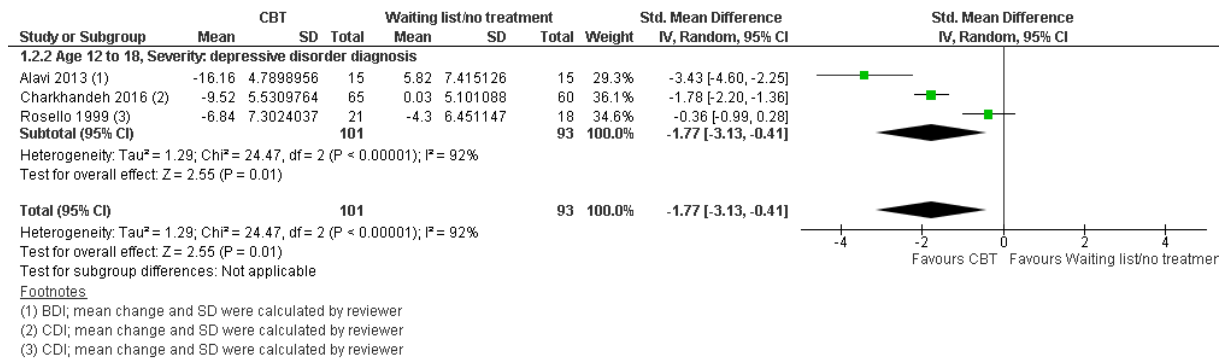 CBT Waiting list/no treatment Std. Mean Difference Std. Mean Difference
Study or Subgroup Mean SD Total Mean SD Total Weight IV, Random, 95% CI IV, Random, 95% CI
1.2.2 Age 12 to 18, Severity: depressive disorder diagnosis
Alavi 2013 (1) -16.16 4.7898956 15 5.82 7.415126 15 29.3% -3.43 [-4.60, -2.25]
Charkhandeh 2016 (2) -9.52 5.5309764 65 0.03 5.101088 60 36.1% -1.78 [-2.20, -1.36]
Rosello 1999 (3) -6.84 7.3024037 21 -4.3 6.451147 18 34.6% -0.36 [-0.99, 0.28]
Subtotal (95% CI) 101 93 100.0% -1.77 [-3.13, -0.41]
Heterogeneity: Tau² = 1.29; Chi² = 24.47, df = 2 (P < 0.00001); I² = 92%
Test for overall effect: Z = 2.55 (P = 0.01)
Total (95% CI) 101 93 100.0% -1.77 [-3.13, -0.41]
Heterogeneity: Tau² = 1.29; Chi² = 24.47, df = 2 (P < 0.00001); I² = 92%
Test for overall effect: Z = 2.55 (P = 0.01)
Test for subgroup differences: Not applicable
-4 -2 0 2 4
Favours CBT Favours Waiting list/no treatmen
Footnotes
(1) BDI; mean change and SD were calculated by reviewer
(2) CDI; mean change and SD were calculated by reviewer
(3) CDI; mean change and SD were calculated by reviewer